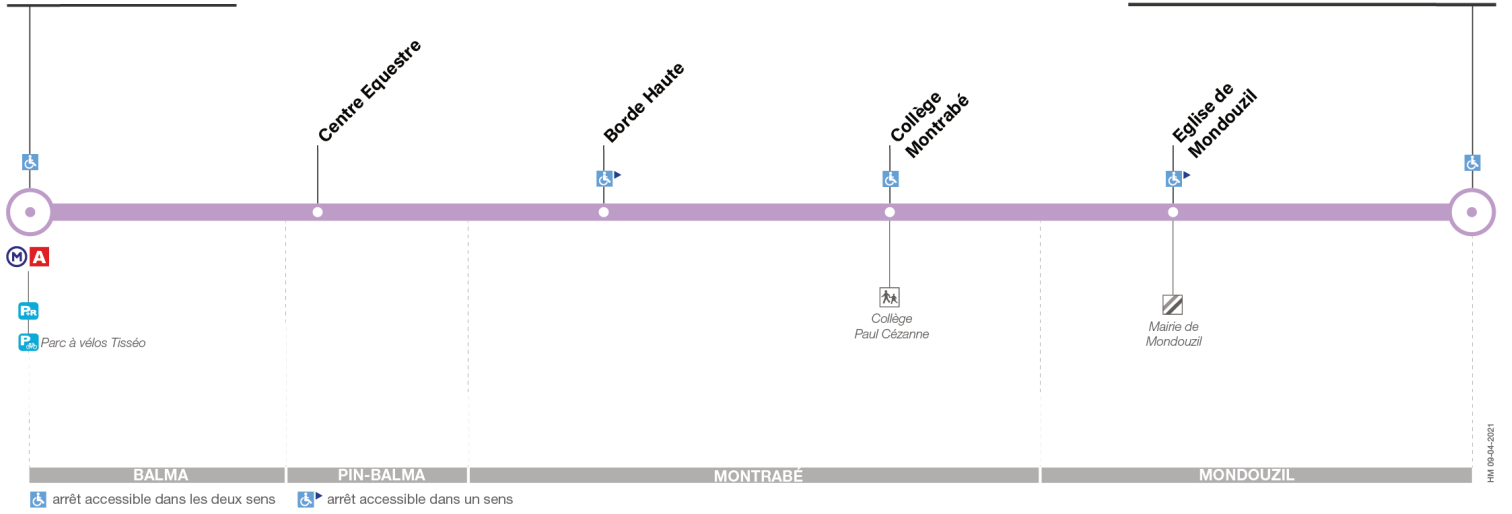 Centre Equestre
Borde Haute
Collège
Montrabé
Eglise de
Mondouzil
M A
P+R
P
Parc à vélos Tisséo
Collège
Paul Cézanne
Mairie de
Mondouzil
HM 09-04-2021
BALMA
PIN-BALMA
MONTRABÉ
MONDOUZIL
arrêt accessible dans les deux sens
arrêt accessible dans un sens